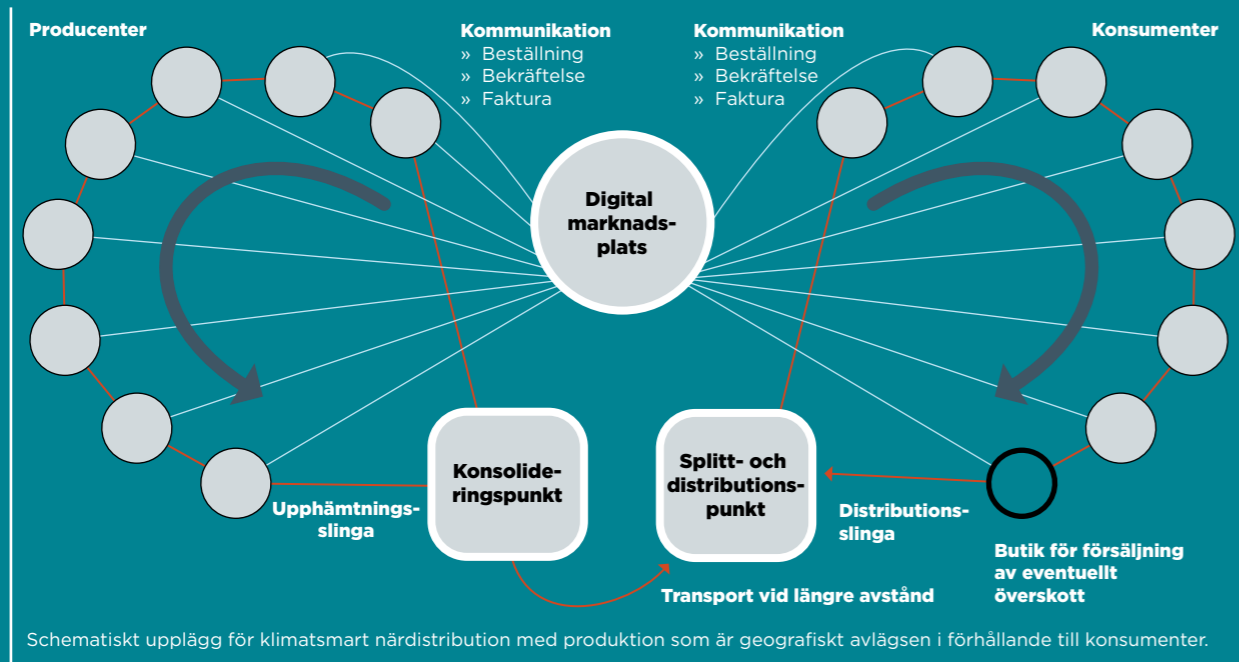 Producenter
Kommunikation
» Beställning
» Bekräftelse
» Faktura
Kommunikation
» Beställning
» Bekräftelse
» Faktura
Konsumenter
Digital
marknads-
plats
Konsolide-
ringspunkt
Splitt- och
distributions-
punkt
Upphämtnings-
slinga
Distributions-
slinga
Butik för försäljning
av eventuellt
överskott
Transport vid längre avstånd
Schematiskt upplägg för klimatsmart närdistribution med produktion som är geografiskt avlägsen i förhållande till konsumenter.